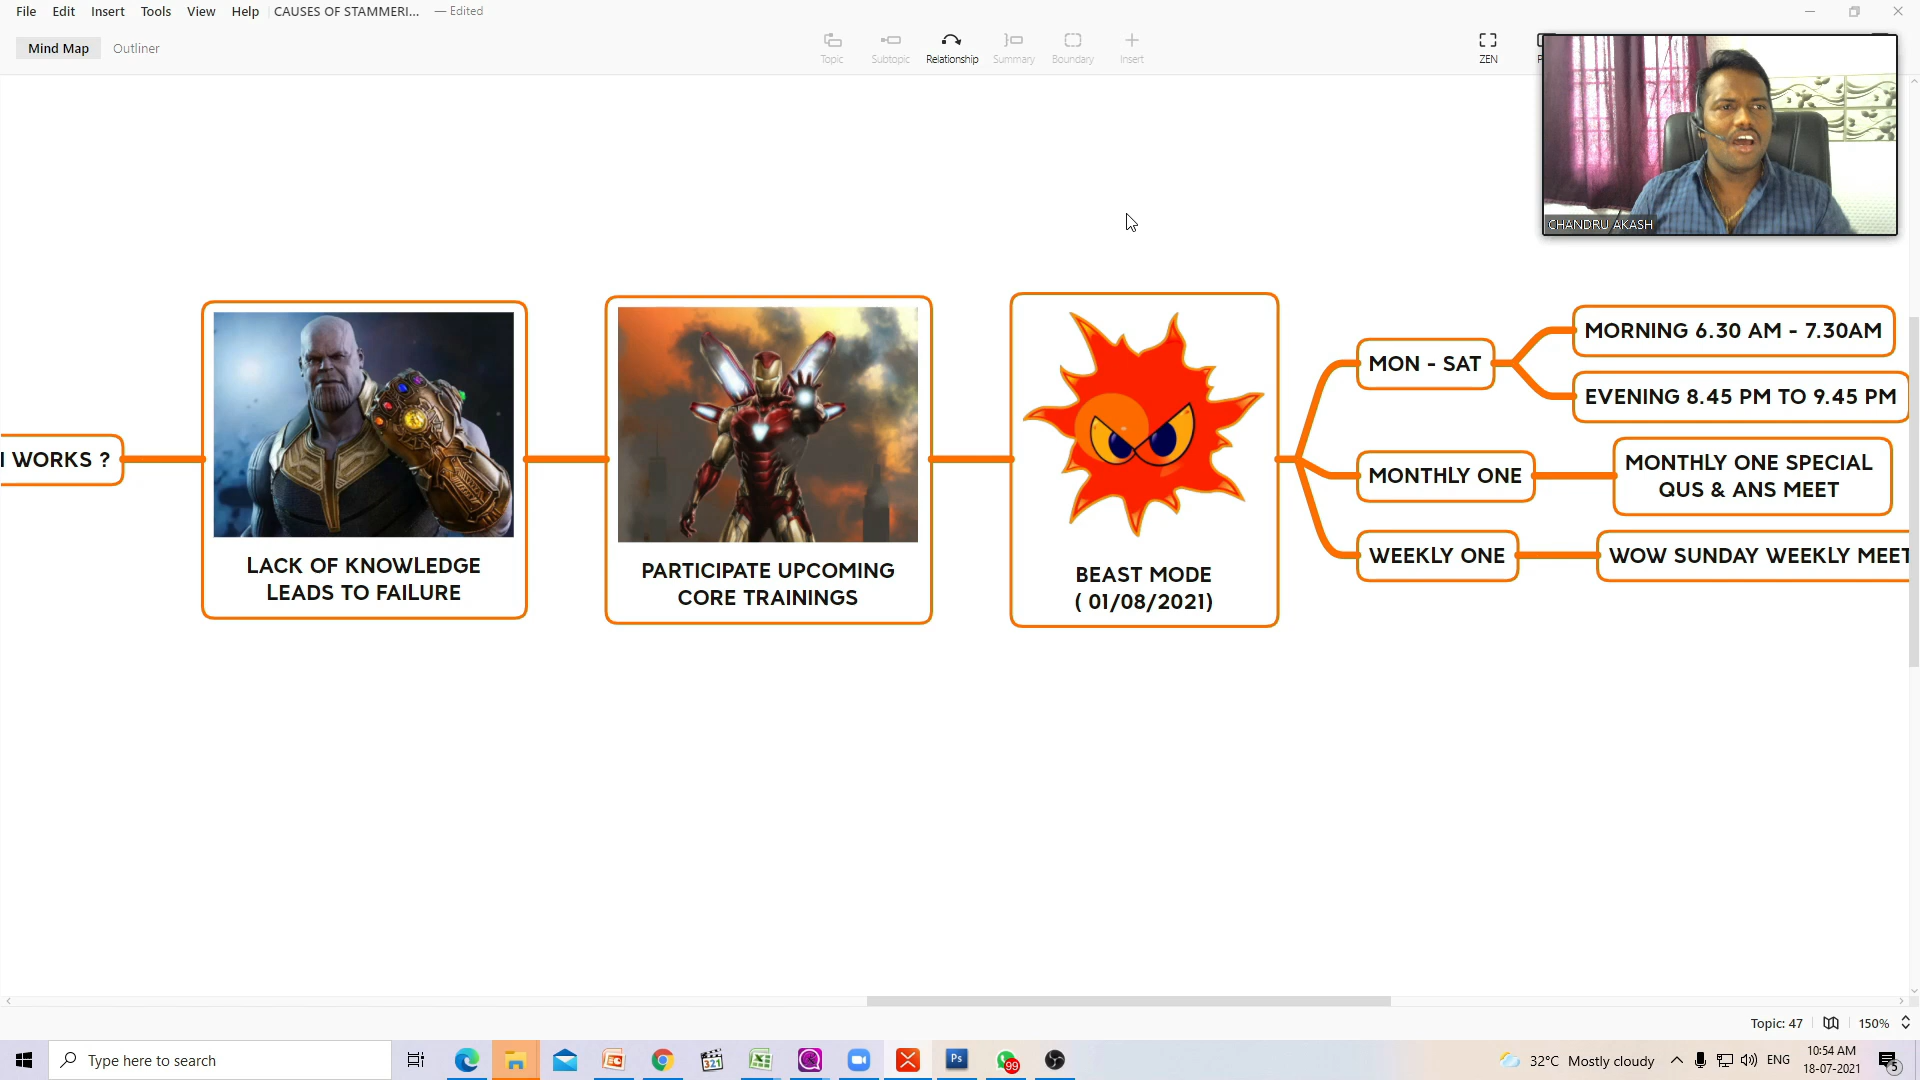 File Edit Insert Tools View Help CAUSES OF STAMMERI... — Edited
Mind Map Outliner
Topic Subtopic Relationship Summary Boundary Insert ZEN
CHANDRU AKASH
I WORKS ?
LACK OF KNOWLEDGE
LEADS TO FAILURE
PARTICIPATE UPCOMING
CORE TRAININGS
BEAST MODE
( 01/08/2021)
MON - SAT
MORNING 6.30 AM - 7.30AM
EVENING 8.45 PM TO 9.45 PM
MONTHLY ONE
MONTHLY ONE SPECIAL
QUS & ANS MEET
WEEKLY ONE
WOW SUNDAY WEEKLY MEET
Topic: 47 150%
Type here to search
321
Ps
99
32°C Mostly cloudy
ENG
10:54 AM
18-07-2021
5